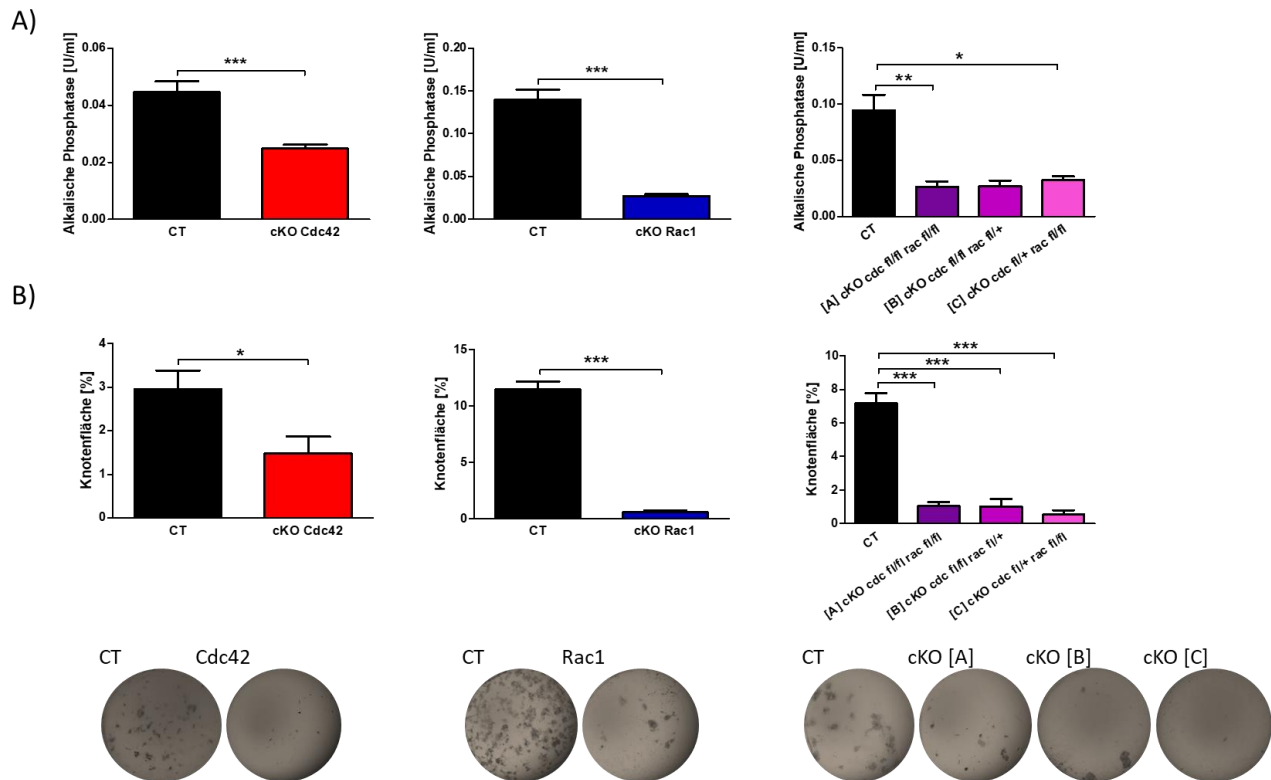 A)
Alkalische Phosphatase [U/ml]
0.06
0.04
0.02
0.00
***
CT
cKO Cdc42
Alkalische Phosphatase [U/ml]
0.20
0.15
0.10
0.05
0.00
***
CT
cKO Rac1
Alkalische Phosphatase [U/ml]
0.15
0.10
0.05
0.00
*
**
CT
[A] cKO cdc fl/fl rac fl/fl
[B] cKO cdc fl/fl rac fl/+
[C] cKO cdc fl/+ rac fl/fl
B)
Knotenfläche [%]
4
3
2
1
0
*
CT
cKO Cdc42
Knotenfläche [%]
15
10
5
0
***
CT
cKO Rac1
Knotenfläche [%]
10
8
6
4
2
0
***
***
***
CT
[A] cKO cdc fl/fl rac fl/fl
[B] cKO cdc fl/fl rac fl/+
[C] cKO cdc fl/+ rac fl/fl
CT Cdc42
CT Rac1
CT cKO [A] cKO [B] cKO [C]